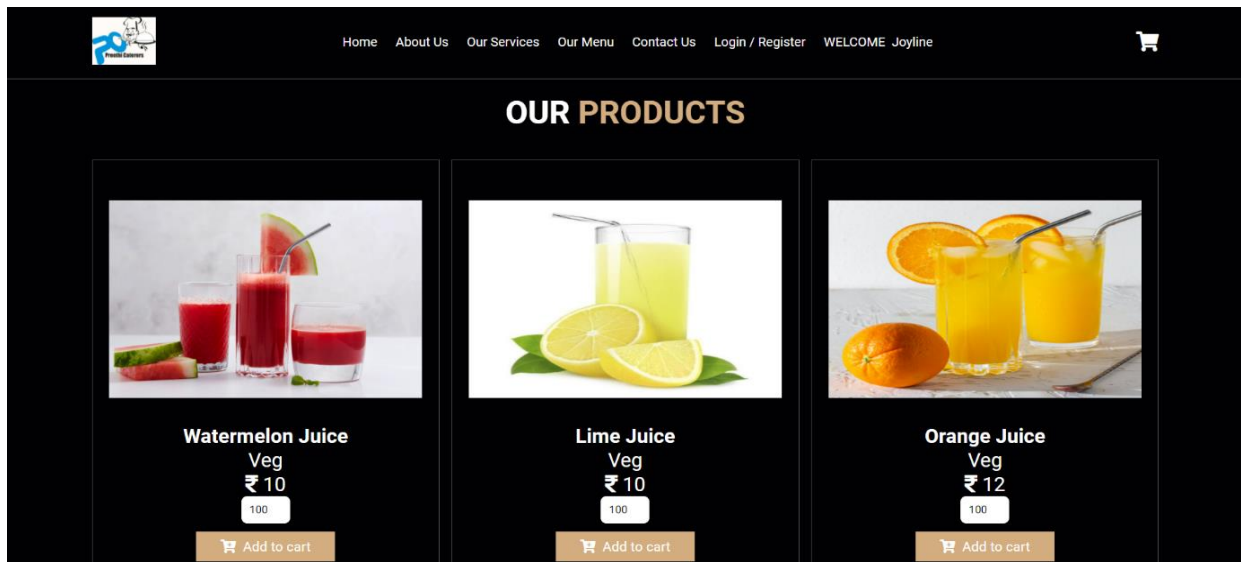 Preethi Caterers
Home About Us Our Services Our Menu Contact Us Login / Register WELCOME Joyline
OUR PRODUCTS
Watermelon Juice
Veg
₹ 10
100
Add to cart
Lime Juice
Veg
₹ 10
100
Add to cart
Orange Juice
Veg
₹ 12
100
Add to cart